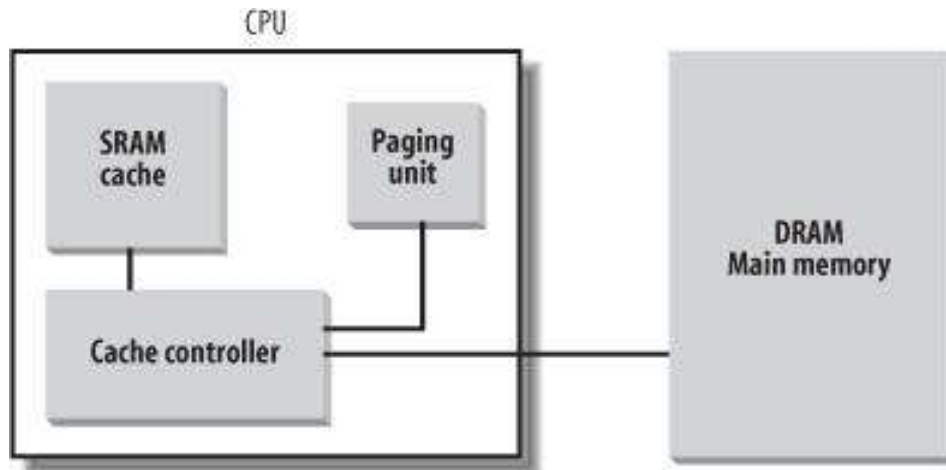 CPU
SRAM
cache
Paging
unit
DRAM
Main memory
Cache controller